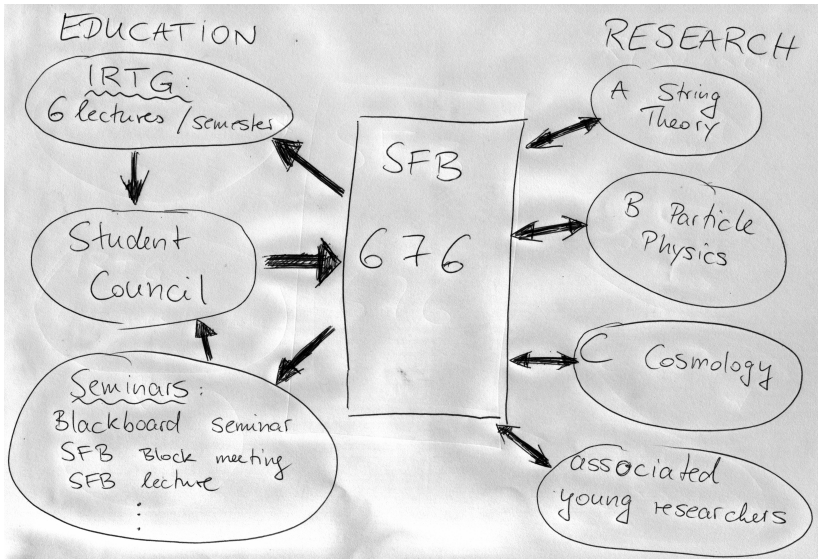 EDUCATION
IRTG:
6 lectures / semester
Student
Council
Seminars:
Blackboard seminar
SFB Block meeting
SFB lecture
⋮
SFB
676
RESEARCH
A String
Theory
B Particle
Physics
C Cosmology
associated
young researchers